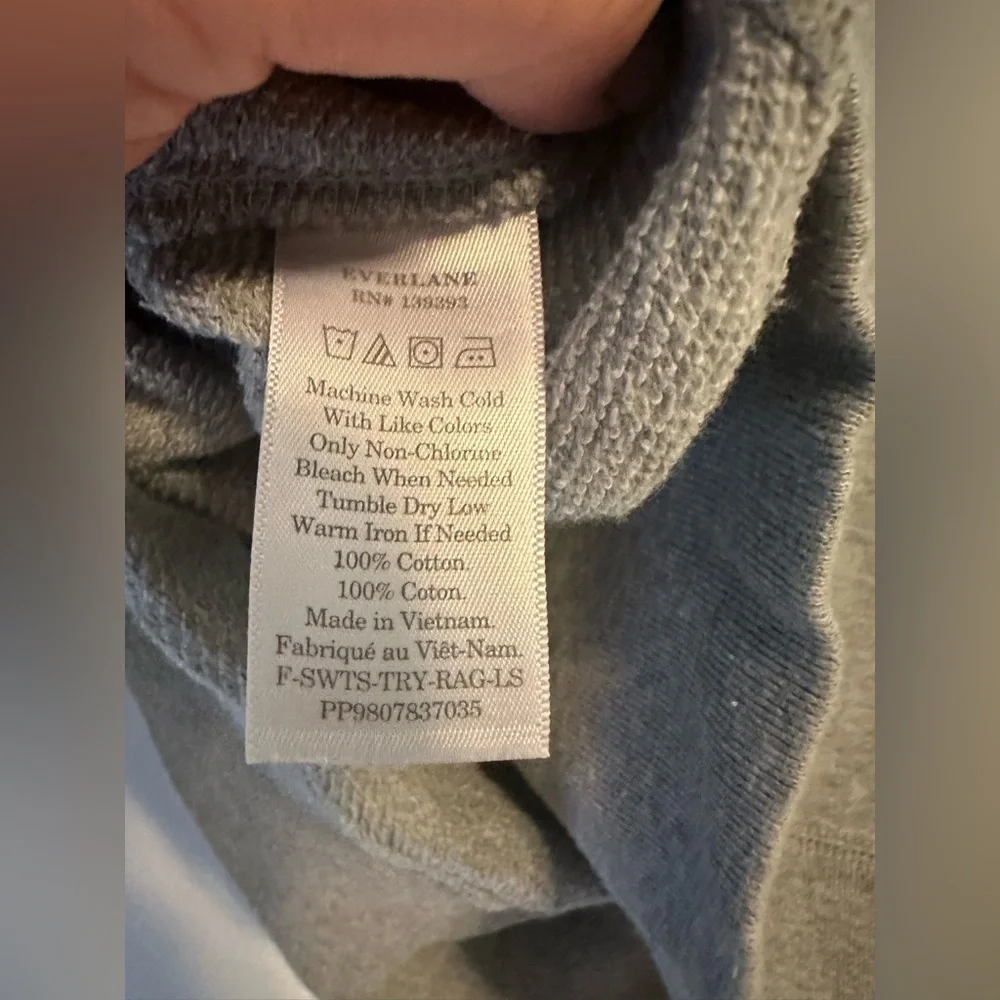 EVERLANE
RN# 139393
Machine Wash Cold
With Like Colors
Only Non-Chlorine
Bleach When Needed
Tumble Dry Low
Warm Iron If Needed
100% Cotton.
100% Coton.
Made in Vietnam.
Fabriqué au Viêt-Nam.
F-SWTS-TRY-RAG-LS
PP9807837035